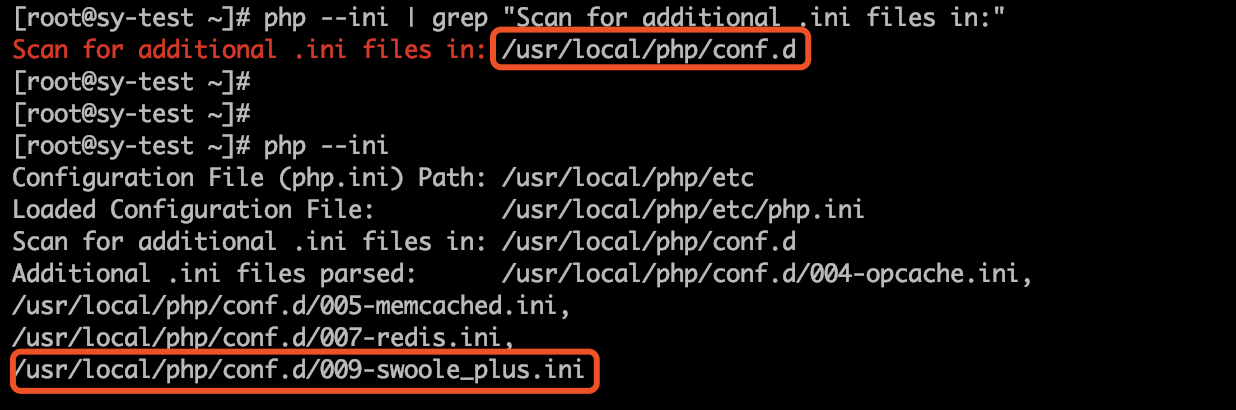 [root@sy-test ~]# php --ini | grep "Scan for additional .ini files in:"
Scan for additional .ini files in: /usr/local/php/conf.d
[root@sy-test ~]#
[root@sy-test ~]#
[root@sy-test ~]# php --ini
Configuration File (php.ini) Path: /usr/local/php/etc
Loaded Configuration File:         /usr/local/php/etc/php.ini
Scan for additional .ini files in: /usr/local/php/conf.d
Additional .ini files parsed:      /usr/local/php/conf.d/004-opcache.ini,
/usr/local/php/conf.d/005-memcached.ini,
/usr/local/php/conf.d/007-redis.ini,
/usr/local/php/conf.d/009-swoole_plus.ini